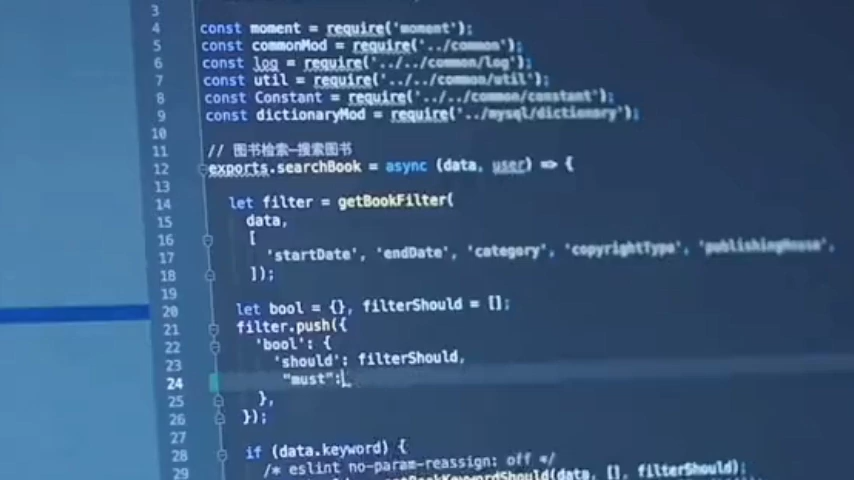 3
4 const moment = require('moment');
5 const commonMod = require('../common');
6 const log = require('../../common/log');
7 const util = require('../../common/util');
8 const Constant = require('../../common/constant');
9 const dictionaryMod = require('../mysql/dictionary');
10
11 // 图书检索—搜索图书
12 exports.searchBook = async (data, user) => {
13
14 let filter = getBookFilter(
15 data,
16 [
17 'startDate', 'endDate', 'category', 'copyrightType', 'publishingHouse',
18 ]);
19
20 let bool = {}, filterShould = [];
21 filter.push({
22 'bool': {
23 'should': filterShould,
24 "must":
25 },
26 });
27
28 if (data.keyword) {
29 /* eslint no-param-reassign: off */
BookKeywordShould(data, [], filterShould);